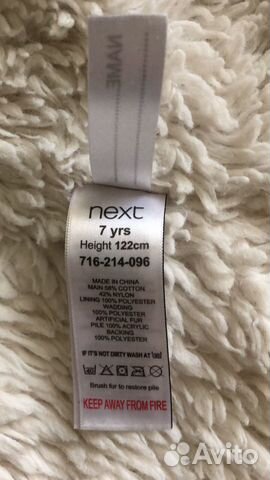 NAME
next
7 yrs
Height 122cm
716-214-096
MADE IN CHINA
MAIN 58% COTTON
42% NYLON
LINING 100% POLYESTER
WADDING
100% POLYESTER
ARTIFICIAL FUR
PILE 100% ACRYLIC
BACKING
100% POLYESTER
IF IT'S NOT DIRTY WASH AT
Brush fur to restore pile
KEEP AWAY FROM FIRE
Avito